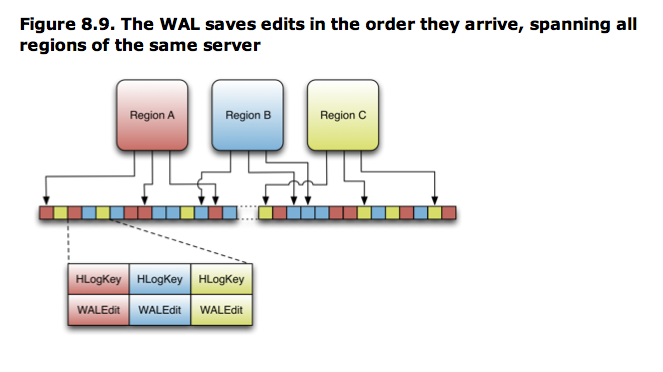 Figure 8.9. The WAL saves edits in the order they arrive, spanning all
regions of the same server
Region A
Region B
Region C
HLogKey HLogKey HLogKey
WALEdit WALEdit WALEdit